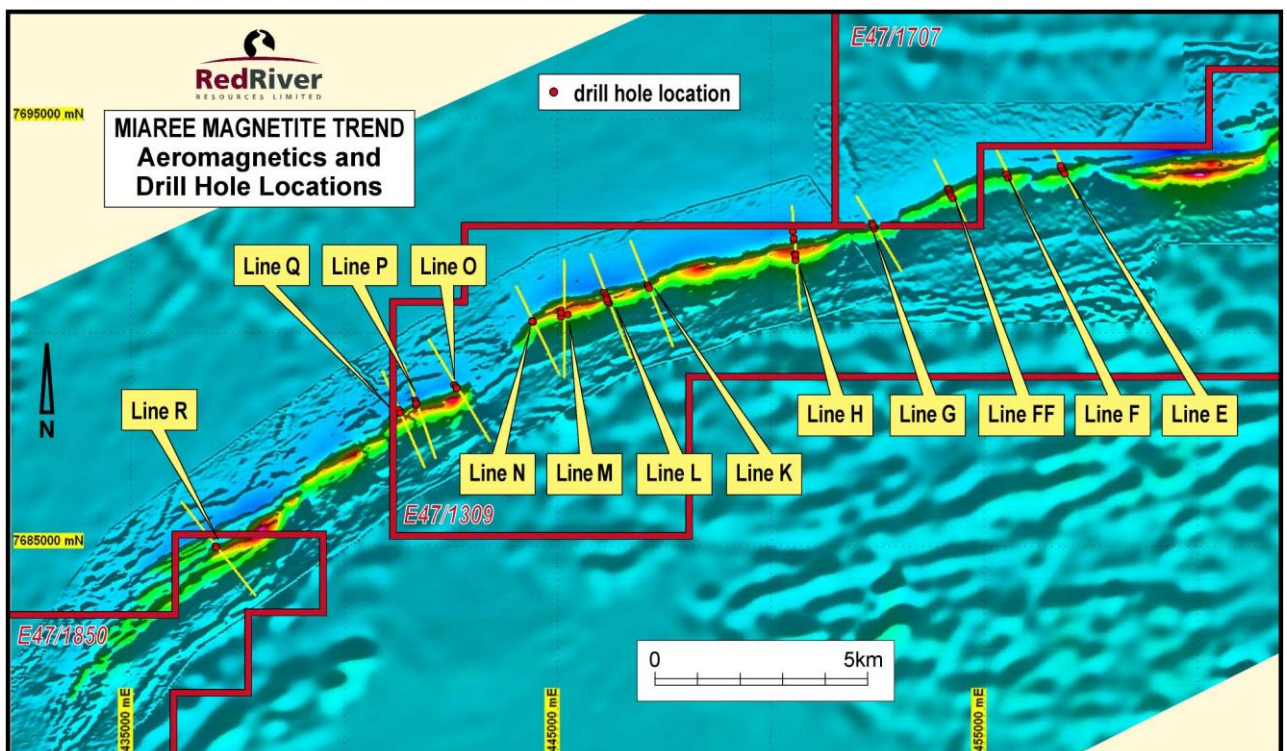 E47/1707
RedRiver
RESOURCES LIMITED
drill hole location
7695000 mN
MIAREE MAGNETITE TREND
Aeromagnetics and
Drill Hole Locations
Line Q
Line P
Line O
Line R
N
Line N
Line M
Line L
Line K
Line H
Line G
Line FF
Line F
Line E
E47/1309
7685000 mN
E47/1850
0
5km
435000 mE
445000 mE
455000 mE